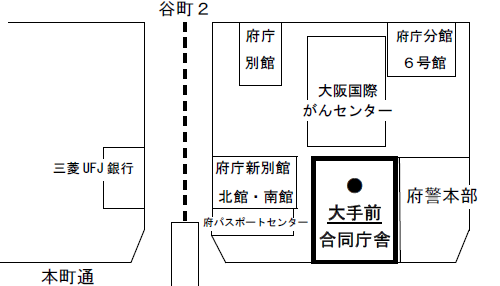 谷町２
府庁
別館
府庁分館
６号館
大阪国際
がんセンター
三菱UFJ銀行
府庁新別館
北館・南館
府パスポートセンター
大手前
合同庁舎
府警本部
本町通